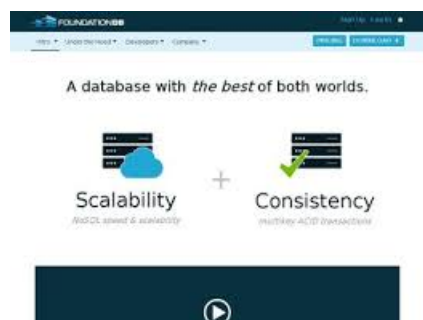 FOUNDATIONDB
Sign Up Log In
Intro Under the Hood Developers Company
PRICING DOWNLOAD
A database with the best of both worlds.
Scalability
NoSQL speed & scalability
+
Consistency
multikey ACID transactions